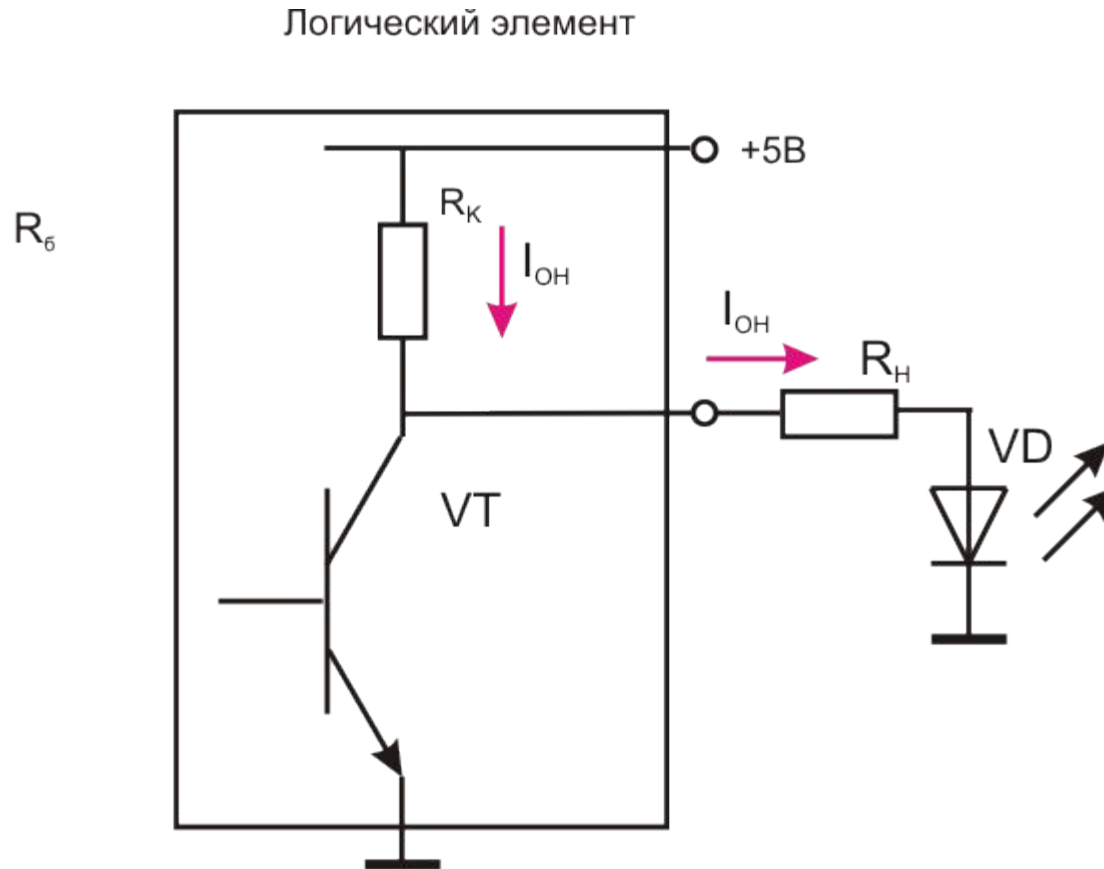 Логический элемент
+5В
RК
Rб
IОН
IОН
RН
VD
VT